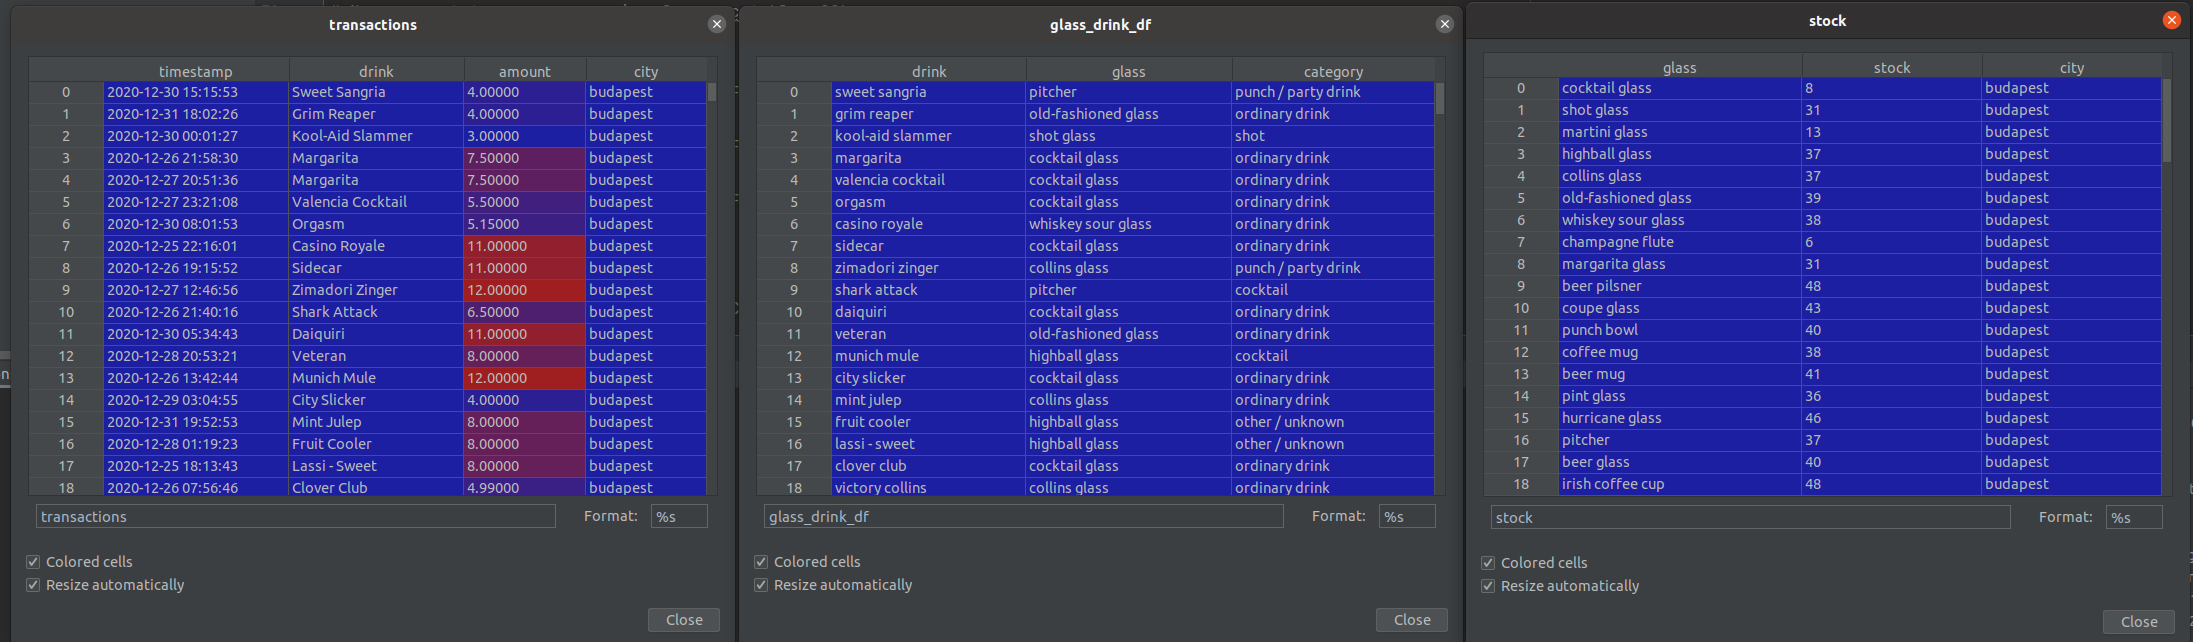 transactions
timestamp drink amount city
0 2020-12-30 15:15:53 Sweet Sangria 4.00000 budapest
1 2020-12-31 18:02:26 Grim Reaper 4.00000 budapest
2 2020-12-30 00:01:27 Kool-Aid Slammer 3.00000 budapest
3 2020-12-26 21:58:30 Margarita 7.50000 budapest
4 2020-12-27 20:51:36 Margarita 7.50000 budapest
5 2020-12-27 23:21:08 Valencia Cocktail 5.50000 budapest
6 2020-12-30 08:01:53 Orgasm 5.15000 budapest
7 2020-12-25 22:16:01 Casino Royale 11.00000 budapest
8 2020-12-26 19:15:52 Sidecar 11.00000 budapest
9 2020-12-27 12:46:56 Zimadori Zinger 12.00000 budapest
10 2020-12-26 21:40:16 Shark Attack 6.50000 budapest
11 2020-12-30 05:34:43 Daiquiri 11.00000 budapest
12 2020-12-28 20:53:21 Veteran 8.00000 budapest
13 2020-12-26 13:42:44 Munich Mule 12.00000 budapest
14 2020-12-29 03:04:55 City Slicker 4.00000 budapest
15 2020-12-31 19:52:53 Mint Julep 8.00000 budapest
16 2020-12-28 01:19:23 Fruit Cooler 8.00000 budapest
17 2020-12-25 18:13:43 Lassi - Sweet 8.00000 budapest
18 2020-12-26 07:56:46 Clover Club 4.99000 budapest
transactions Format: %s
Colored cells
Resize automatically
Close
glass_drink_df
drink glass category
0 sweet sangria pitcher punch / party drink
1 grim reaper old-fashioned glass ordinary drink
2 kool-aid slammer shot glass shot
3 margarita cocktail glass ordinary drink
4 valencia cocktail cocktail glass ordinary drink
5 orgasm cocktail glass ordinary drink
6 casino royale whiskey sour glass ordinary drink
7 sidecar cocktail glass ordinary drink
8 zimadori zinger collins glass punch / party drink
9 shark attack pitcher cocktail
10 daiquiri cocktail glass ordinary drink
11 veteran old-fashioned glass ordinary drink
12 munich mule highball glass cocktail
13 city slicker cocktail glass ordinary drink
14 mint julep collins glass ordinary drink
15 fruit cooler highball glass other / unknown
16 lassi - sweet highball glass other / unknown
17 clover club cocktail glass ordinary drink
18 victory collins collins glass ordinary drink
glass_drink_df Format: %s
Colored cells
Resize automatically
Close
stock
glass stock city
0 cocktail glass 8 budapest
1 shot glass 31 budapest
2 martini glass 13 budapest
3 highball glass 37 budapest
4 collins glass 37 budapest
5 old-fashioned glass 39 budapest
6 whiskey sour glass 38 budapest
7 champagne flute 6 budapest
8 margarita glass 31 budapest
9 beer pilsner 48 budapest
10 coupe glass 43 budapest
11 punch bowl 40 budapest
12 coffee mug 38 budapest
13 beer mug 41 budapest
14 pint glass 36 budapest
15 hurricane glass 46 budapest
16 pitcher 37 budapest
17 beer glass 40 budapest
18 irish coffee cup 48 budapest
stock Format: %s
Colored cells
Resize automatically
Close